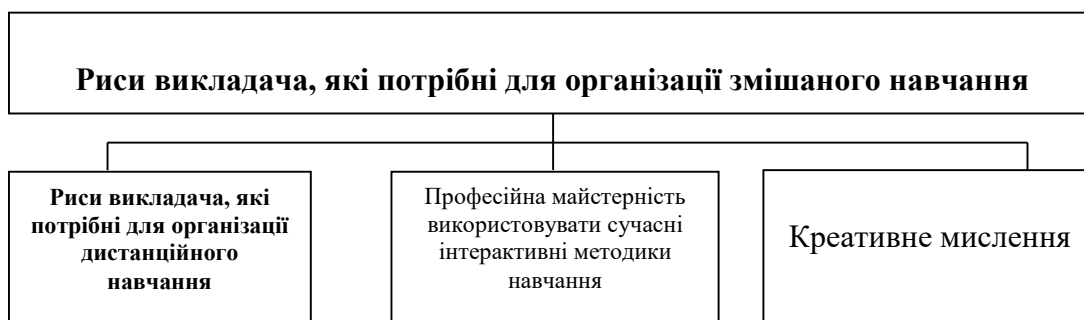 Риси викладача, які потрібні для організації змішаного навчання
Риси викладача, які
потрібні для організації
дистанційного
навчання
Професійна майстерність
використовувати сучасні
інтерактивні методики
навчання
Креативне мислення